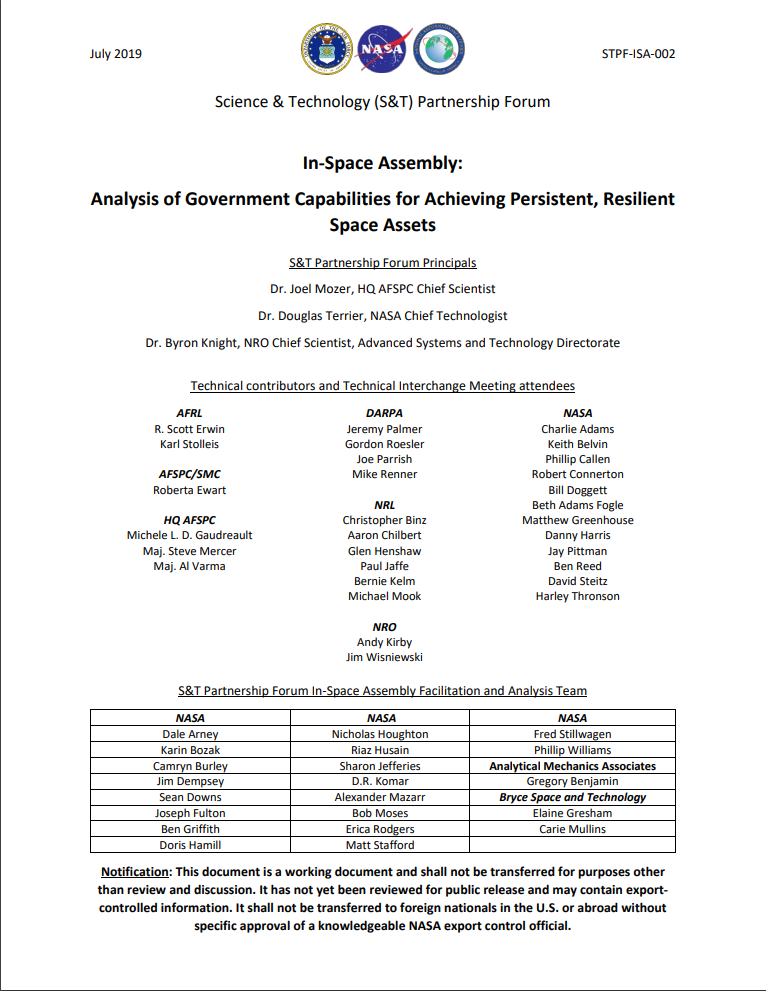 July 2019
NASA
STPF-ISA-002
Science & Technology (S&T) Partnership Forum
In-Space Assembly:
Analysis of Government Capabilities for Achieving Persistent, Resilient
Space Assets
S&T Partnership Forum Principals
Dr. Joel Mozer, HQ AFSPC Chief Scientist
Dr. Douglas Terrier, NASA Chief Technologist
Dr. Byron Knight, NRO Chief Scientist, Advanced Systems and Technology Directorate
Technical contributors and Technical Interchange Meeting attendees
AFRL
R. Scott Erwin
Karl Stolleis
AFSPC/SMC
Roberta Ewart
HQ AFSPC
Michele L. D. Gaudreault
Maj. Steve Mercer
Maj. Al Varma
DARPA
Jeremy Palmer
Gordon Roesler
Joe Parrish
Mike Renner
NRL
Christopher Binz
Aaron Chilbert
Glen Henshaw
Paul Jaffe
Bernie Kelm
Michael Mook
NRO
Andy Kirby
Jim Wisniewski
NASA
Charlie Adams
Keith Belvin
Phillip Callen
Robert Connerton
Bill Doggett
Beth Adams Fogle
Matthew Greenhouse
Danny Harris
Jay Pittman
Ben Reed
David Steitz
Harley Thronson
S&T Partnership Forum In-Space Assembly Facilitation and Analysis Team
NASA NASA NASA
Dale Arney Nicholas Houghton Fred Stillwagen
Karin Bozak Riaz Husain Phillip Williams
Camryn Burley Sharon Jefferies Analytical Mechanics Associates
Jim Dempsey D.R. Komar Gregory Benjamin
Sean Downs Alexander Mazarr Bryce Space and Technology
Joseph Fulton Bob Moses Elaine Gresham
Ben Griffith Erica Rodgers Carie Mullins
Doris Hamill Matt Stafford
Notification: This document is a working document and shall not be transferred for purposes other
than review and discussion. It has not yet been reviewed for public release and may contain export-
controlled information. It shall not be transferred to foreign nationals in the U.S. or abroad without
specific approval of a knowledgeable NASA export control official.